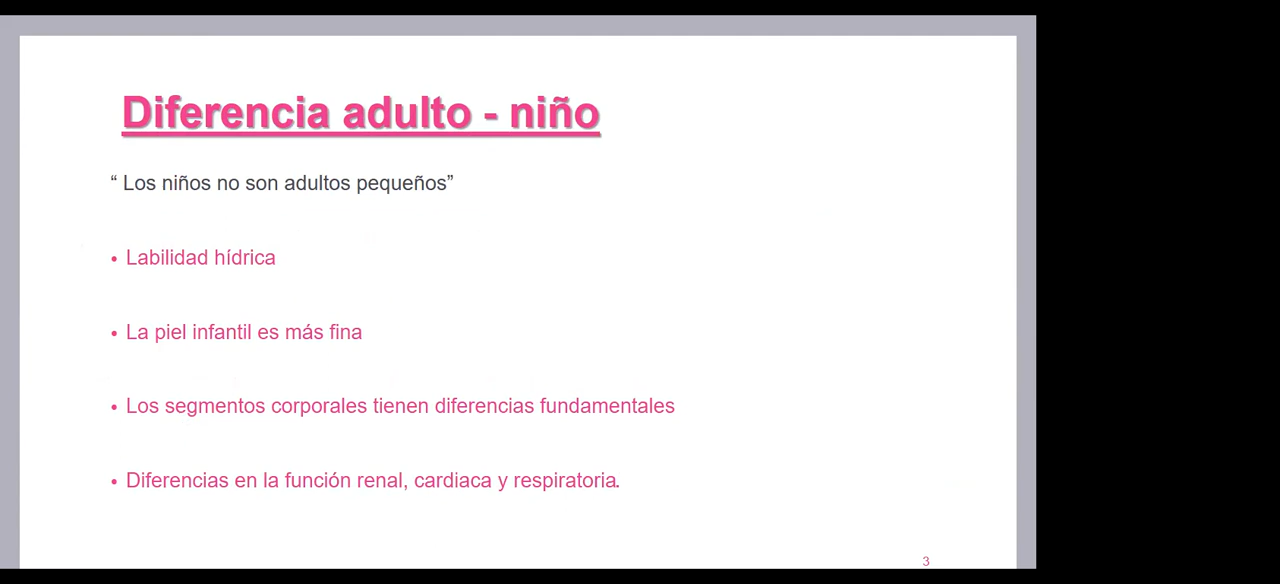 Diferencia adulto - niño
“ Los niños no son adultos pequeños”
• Labilidad hídrica
• La piel infantil es más fina
• Los segmentos corporales tienen diferencias fundamentales
• Diferencias en la función renal, cardiaca y respiratoria.
3